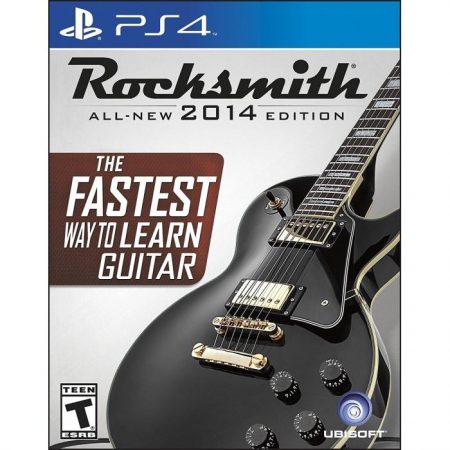 PS4
Rocksmith®
ALL-NEW 2014 EDITION
THE
FASTEST
WAY TO LEARN
GUITAR
TEEN
T
ESRB
UBISOFT